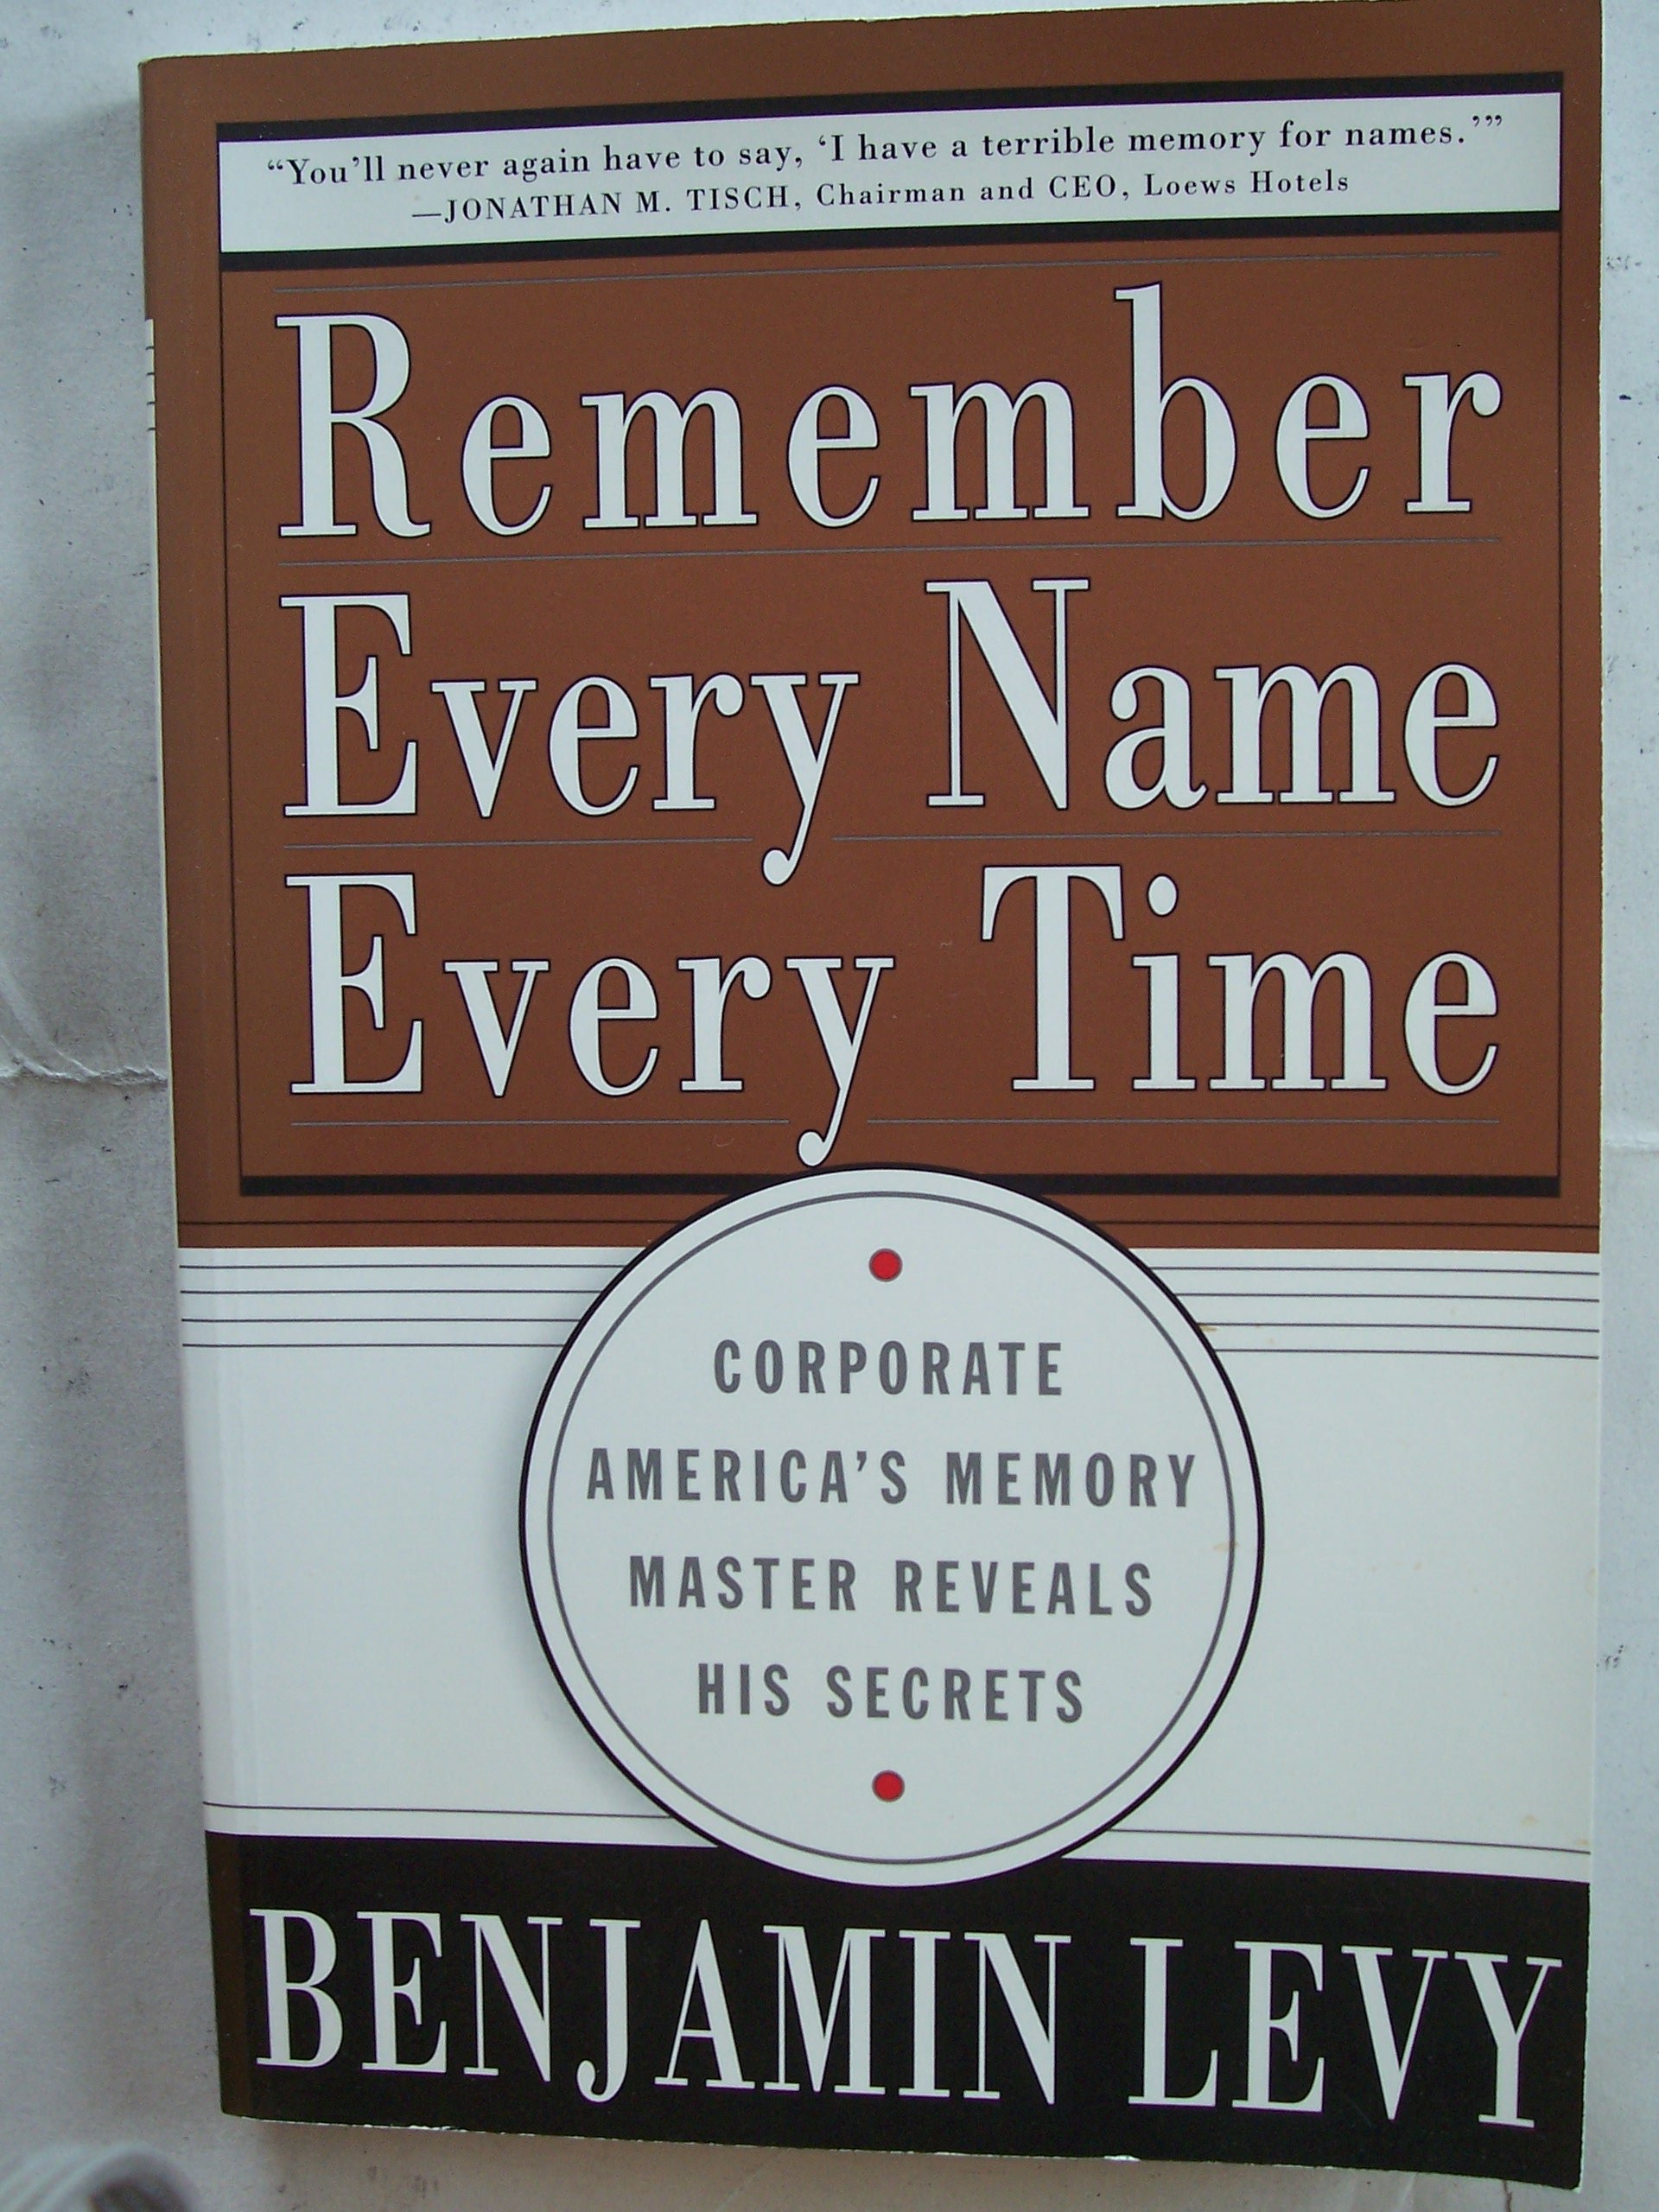 “You’ll never again have to say, ‘I have a terrible memory for names.’”
—JONATHAN M. TISCH, Chairman and CEO, Loews Hotels
Remember
Every Name
Every Time
CORPORATE
AMERICA’S MEMORY
MASTER REVEALS
HIS SECRETS
BENJAMIN LEVY